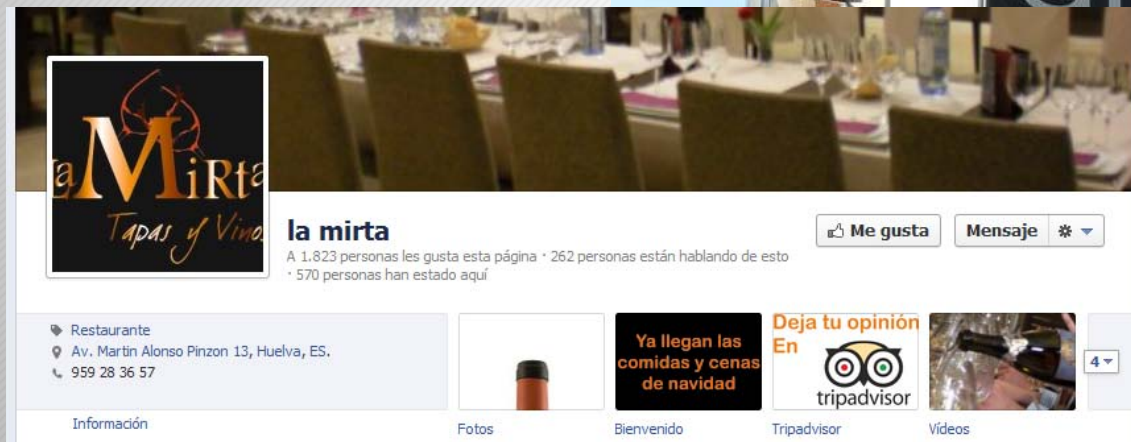 La MiRta
Tapas y Vinos
la mirta
Me gusta
Mensaje
A 1.823 personas les gusta esta página · 262 personas están hablando de esto
· 570 personas han estado aquí
Restaurante
Av. Martin Alonso Pinzon 13, Huelva, ES.
959 28 36 57
Información
Ya llegan las
comidas y cenas
de navidad
Deja tu opinión
En
tripadvisor
4
Fotos
Bienvenido
Tripadvisor
Vídeos